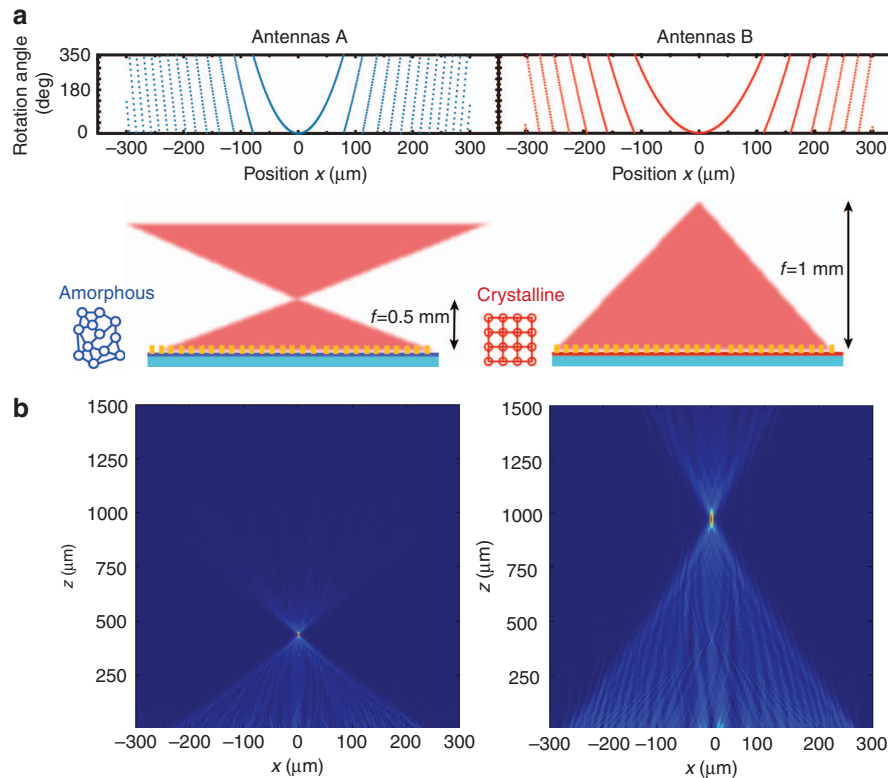 a
Antennas A
Antennas B
Rotation angle
(deg)
350
180
0
−300 −200 −100 0 100 200 300
−300 −200 −100 0 100 200 300
Position x (μm)
Position x (μm)
Amorphous
f=0.5 mm
Crystalline
f=1 mm
b
1500
1250
1000
750
500
250
z (μm)
−300 −200 −100 0 100 200 300
x (μm)
1500
1250
1000
750
500
250
z (μm)
−300 −200 −100 0 100 200 300
x (μm)